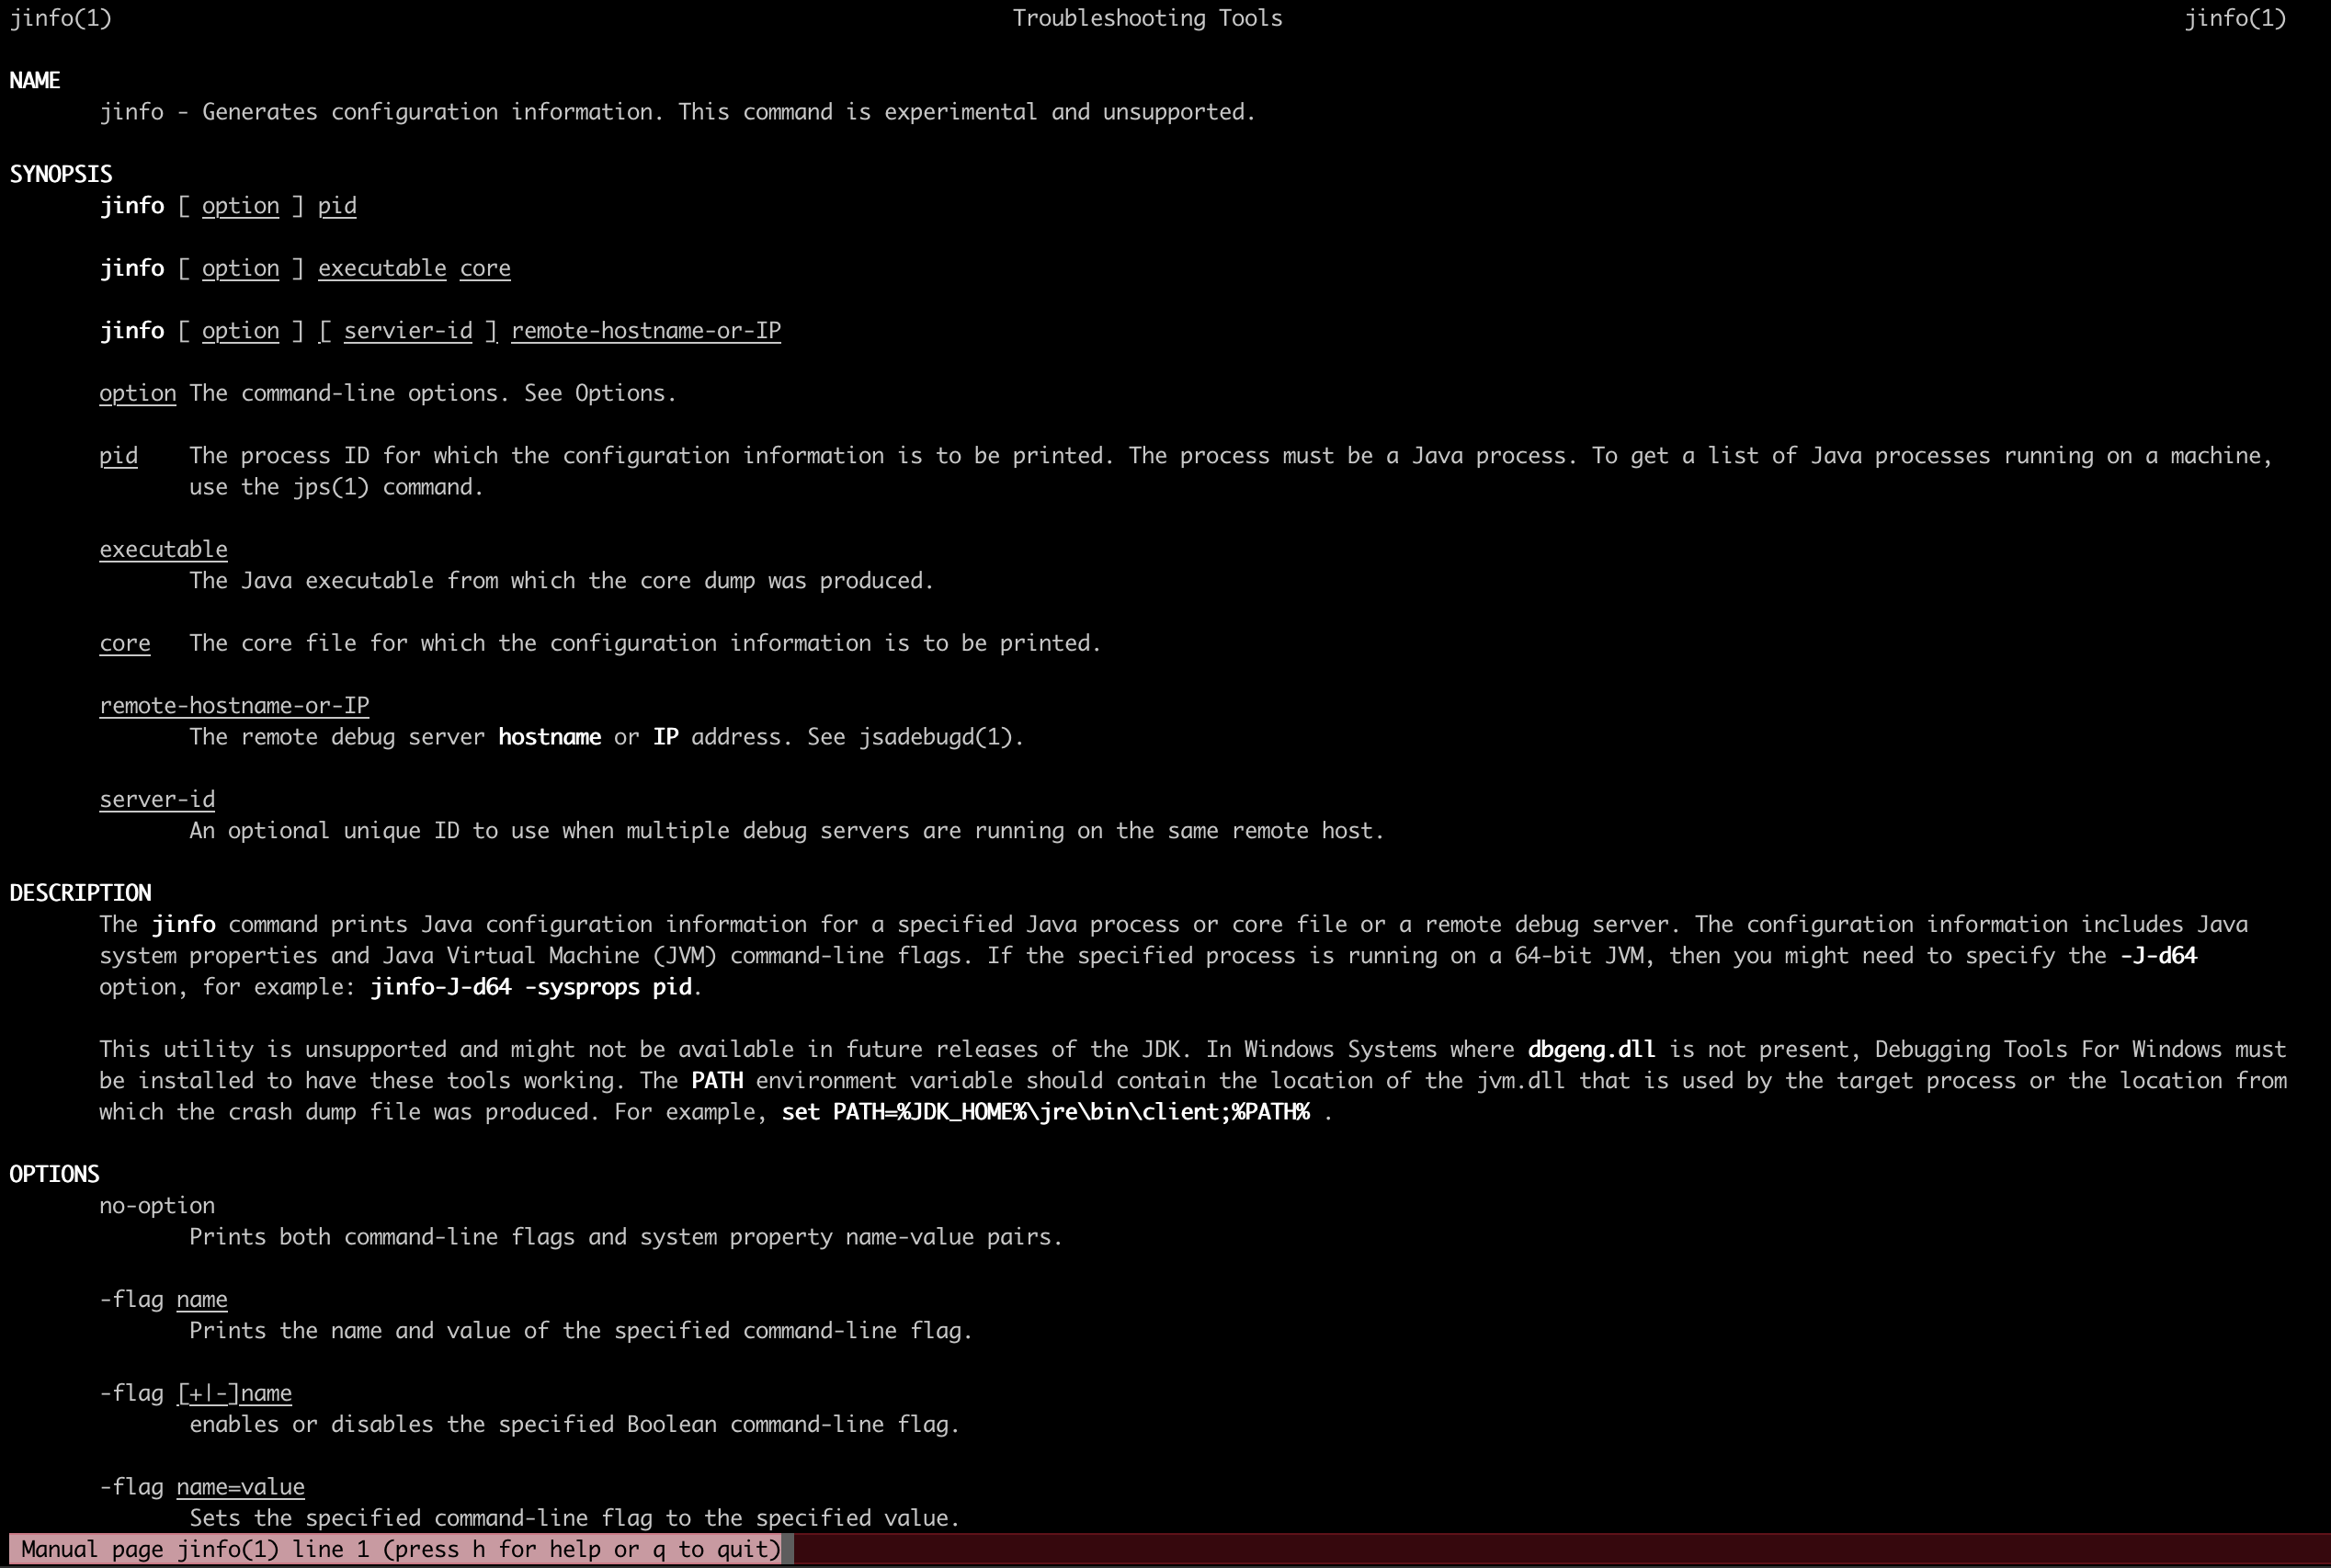 jinfo(1) Troubleshooting Tools jinfo(1)
NAME
jinfo - Generates configuration information. This command is experimental and unsupported.
SYNOPSIS
jinfo [ option ] pid
jinfo [ option ] executable core
jinfo [ option ] [ servier-id ] remote-hostname-or-IP
option The command-line options. See Options.
pid The process ID for which the configuration information is to be printed. The process must be a Java process. To get a list of Java processes running on a machine,
use the jps(1) command.
executable
The Java executable from which the core dump was produced.
core The core file for which the configuration information is to be printed.
remote-hostname-or-IP
The remote debug server hostname or IP address. See jsadebugd(1).
server-id
An optional unique ID to use when multiple debug servers are running on the same remote host.
DESCRIPTION
The jinfo command prints Java configuration information for a specified Java process or core file or a remote debug server. The configuration information includes Java
system properties and Java Virtual Machine (JVM) command-line flags. If the specified process is running on a 64-bit JVM, then you might need to specify the -J-d64
option, for example: jinfo-J-d64 -sysprops pid.
This utility is unsupported and might not be available in future releases of the JDK. In Windows Systems where dbgeng.dll is not present, Debugging Tools For Windows must
be installed to have these tools working. The PATH environment variable should contain the location of the jvm.dll that is used by the target process or the location from
which the crash dump file was produced. For example, set PATH=%JDK_HOME%\jre\bin\client;%PATH% .
OPTIONS
no-option
Prints both command-line flags and system property name-value pairs.
-flag name
Prints the name and value of the specified command-line flag.
-flag [+|-]name
enables or disables the specified Boolean command-line flag.
-flag name=value
Sets the specified command-line flag to the specified value.
Manual page jinfo(1) line 1 (press h for help or q to quit)